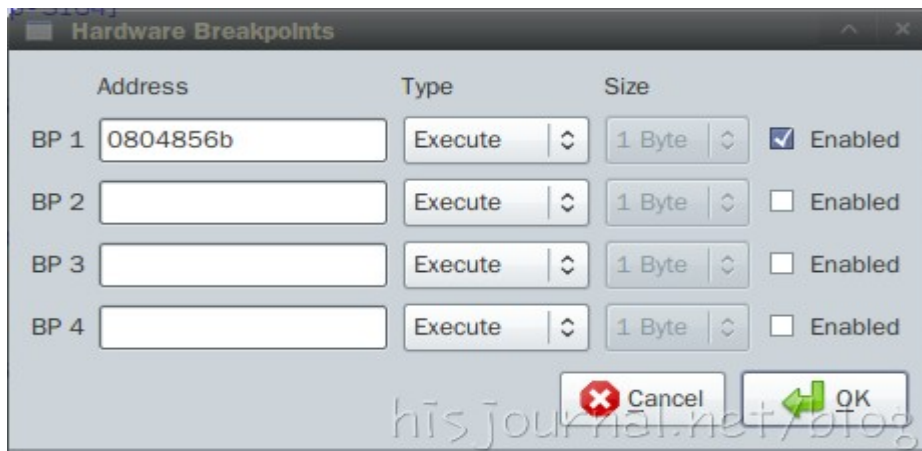 Hardware Breakpoints
Address Type Size
BP 1 0804856b Execute 1 Byte Enabled
BP 2 Execute 1 Byte Enabled
BP 3 Execute 1 Byte Enabled
BP 4 Execute 1 Byte Enabled
Cancel OK
hisjournal.net/blog